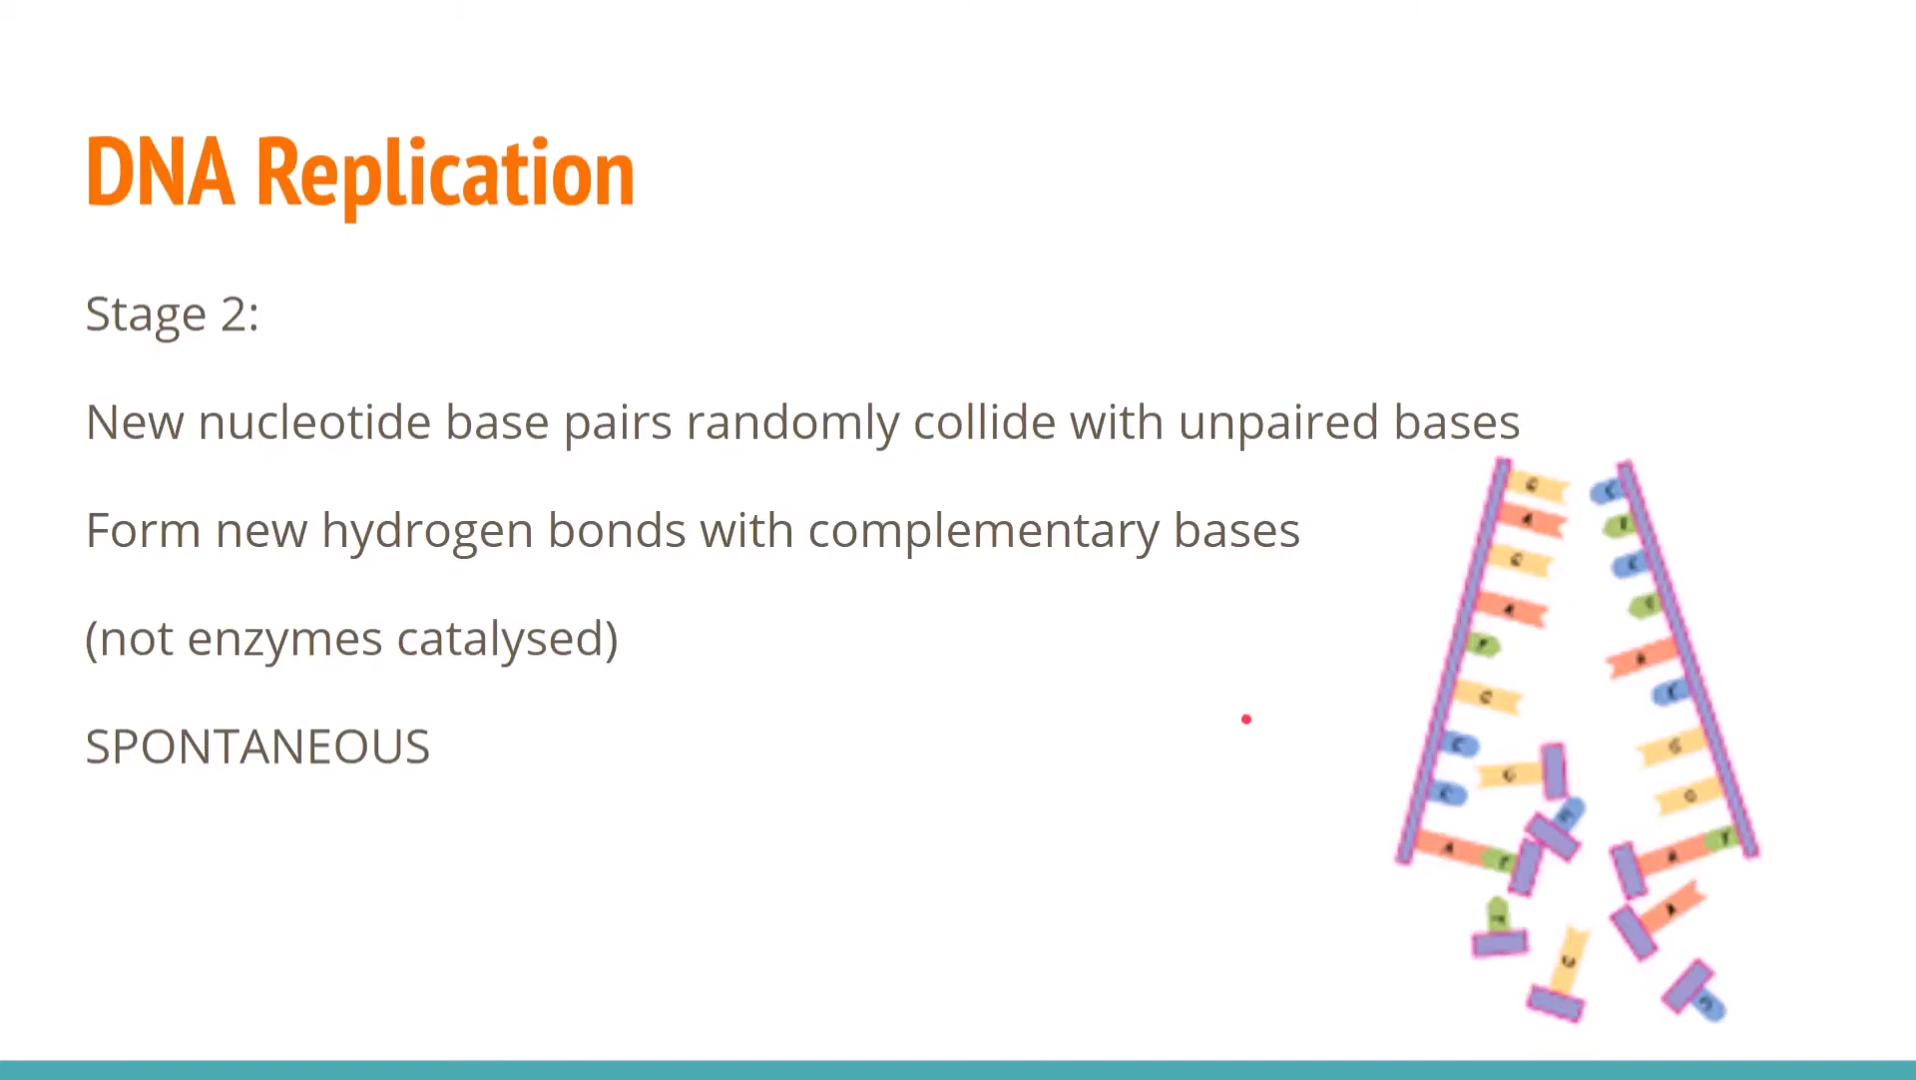 DNA Replication
Stage 2:
New nucleotide base pairs randomly collide with unpaired bases
Form new hydrogen bonds with complementary bases
(not enzymes catalysed)
SPONTANEOUS